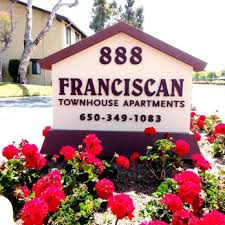 888
FRANCISCAN
TOWNHOUSE APARTMENTS
650-349-1083